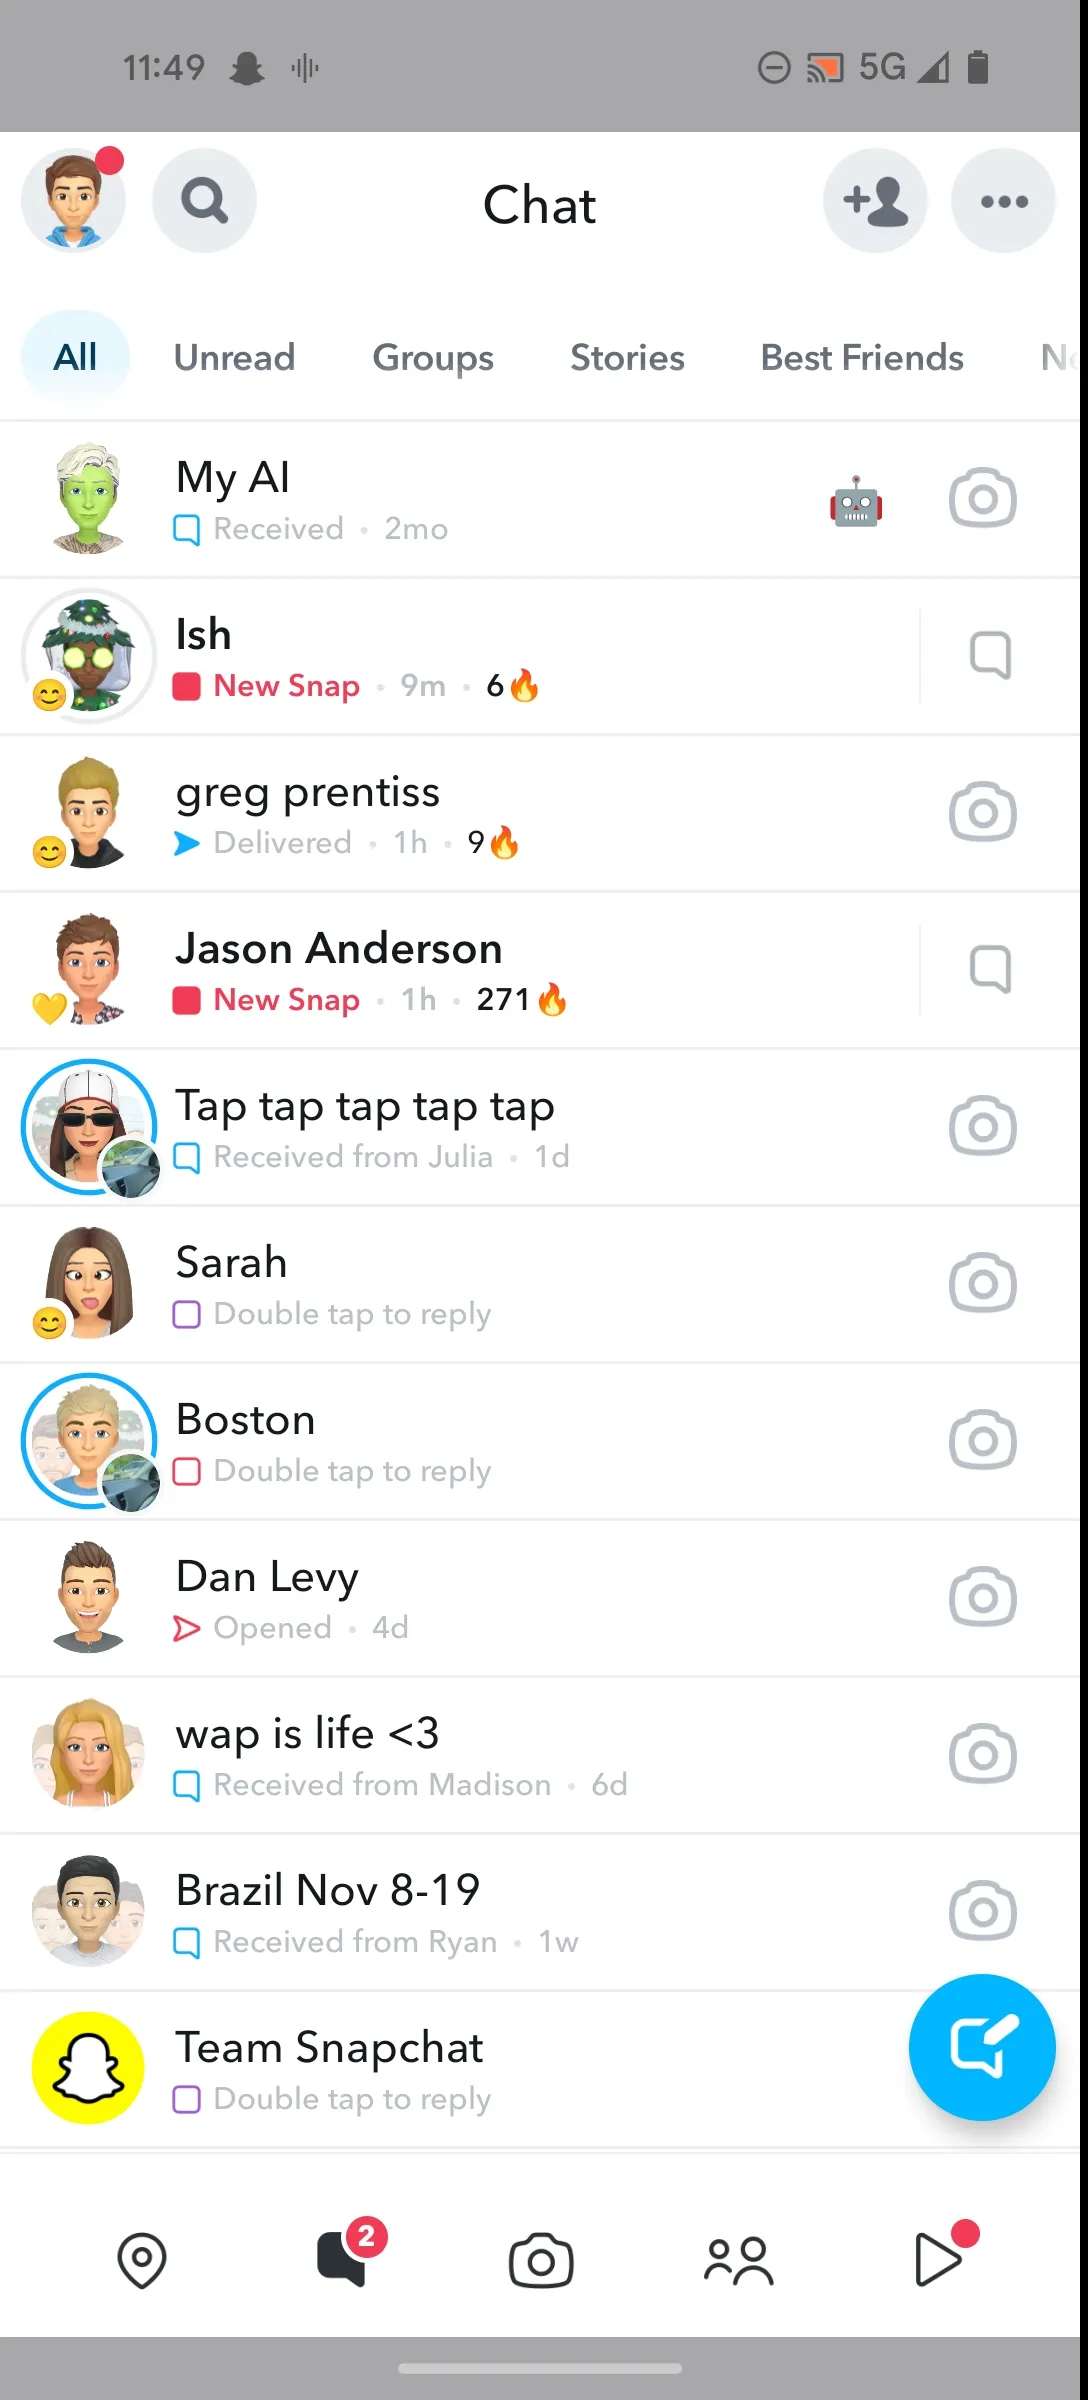 11:49
5G
Chat
All Unread Groups Stories Best Friends
My AI
Received • 2mo
Ish
New Snap • 9m • 6🔥
greg prentiss
Delivered • 1h • 9🔥
Jason Anderson
New Snap • 1h • 271🔥
Tap tap tap tap tap
Received from Julia • 1d
Sarah
Double tap to reply
Boston
Double tap to reply
Dan Levy
Opened • 4d
wap is life <3
Received from Madison • 6d
Brazil Nov 8-19
Received from Ryan • 1w
Team Snapchat
Double tap to reply
2